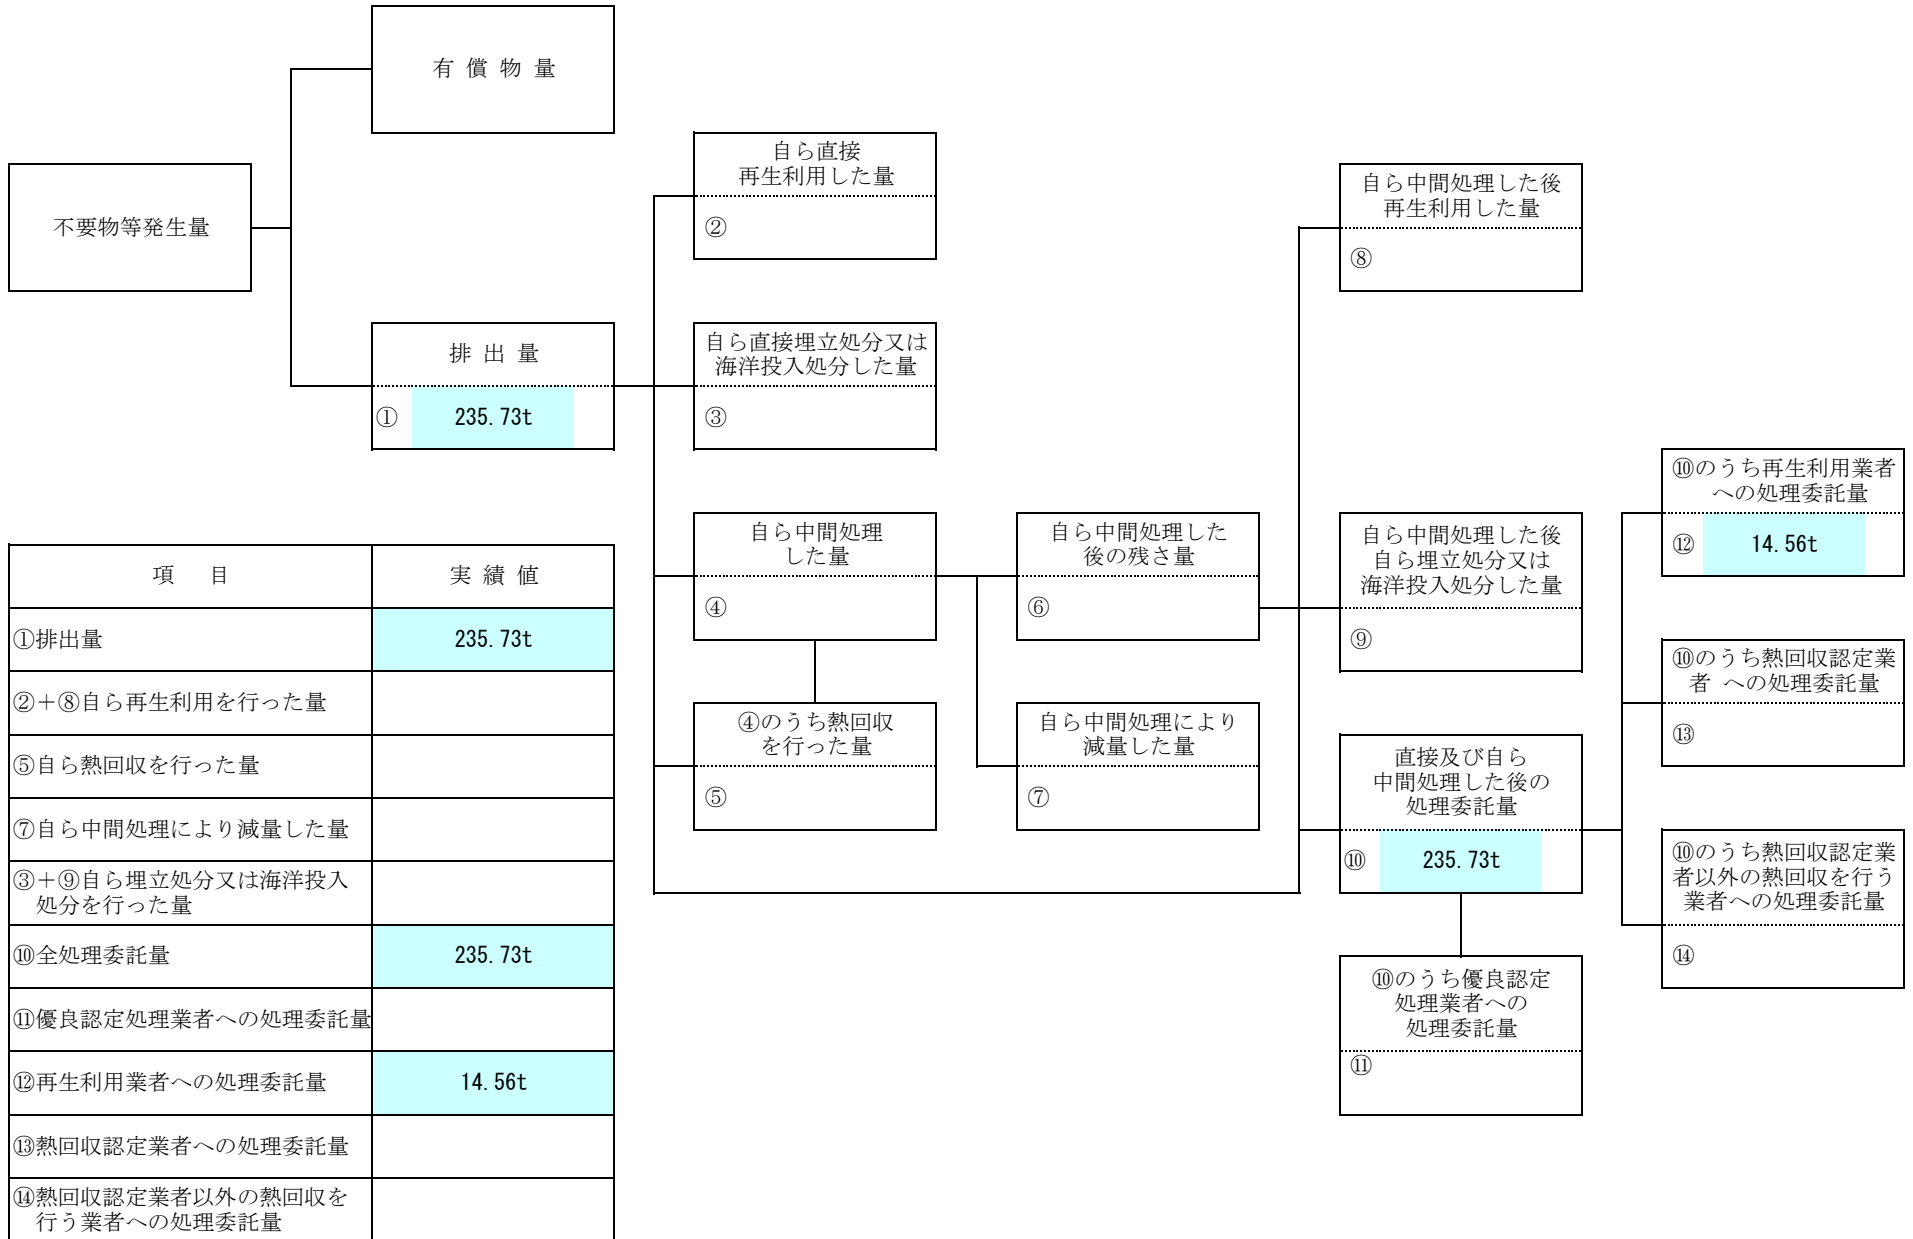 有 償 物 量
不要物等発生量
排 出 量
① 235.73t
自ら直接
再生利用した量
②
自ら直接埋立処分又は
海洋投入処分した量
③
自ら中間処理
した量
④
④のうち熱回収
を行った量
⑤
自ら中間処理した
後の残さ量
⑥
自ら中間処理により
減量した量
⑦
自ら中間処理した後
再生利用した量
⑧
自ら中間処理した後
自ら埋立処分又は
海洋投入処分した量
⑨
直接及び自ら
中間処理した後の
処理委託量
⑩ 235.73t
⑩のうち優良認定
処理業者への
処理委託量
⑪
⑩のうち再生利用業者
への処理委託量
⑫ 14.56t
⑩のうち熱回収認定業
者 への処理委託量
⑬
⑩のうち熱回収認定業
者以外の熱回収を行う
業者への処理委託量
⑭
項 目 実 績 値
①排出量 235.73t
②+⑧自ら再生利用を行った量
⑤自ら熱回収を行った量
⑦自ら中間処理により減量した量
③+⑨自ら埋立処分又は海洋投入
処分を行った量
⑩全処理委託量 235.73t
⑪優良認定処理業者への処理委託量
⑫再生利用業者への処理委託量 14.56t
⑬熱回収認定業者への処理委託量
⑭熱回収認定業者以外の熱回収を
行う業者への処理委託量